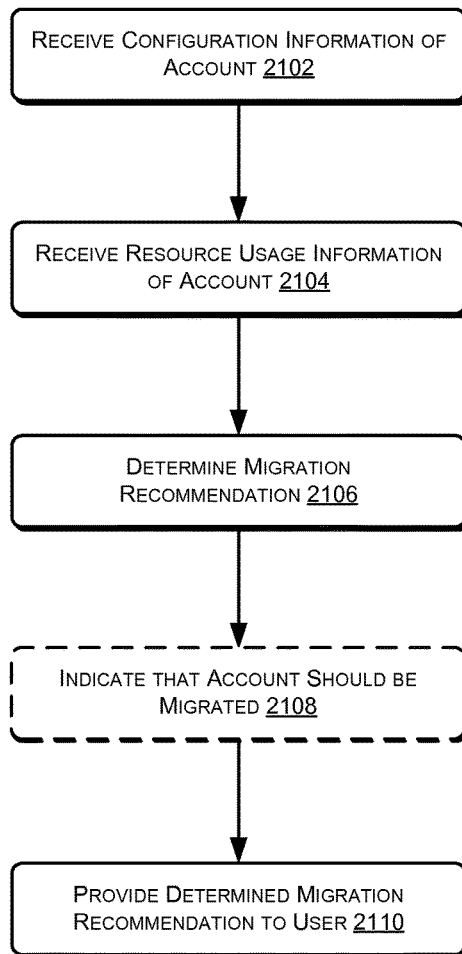 RECEIVE CONFIGURATION INFORMATION OF
ACCOUNT 2102
RECEIVE RESOURCE USAGE INFORMATION
OF ACCOUNT 2104
DETERMINE MIGRATION
RECOMMENDATION 2106
INDICATE THAT ACCOUNT SHOULD BE
MIGRATED 2108
PROVIDE DETERMINED MIGRATION
RECOMMENDATION TO USER 2110